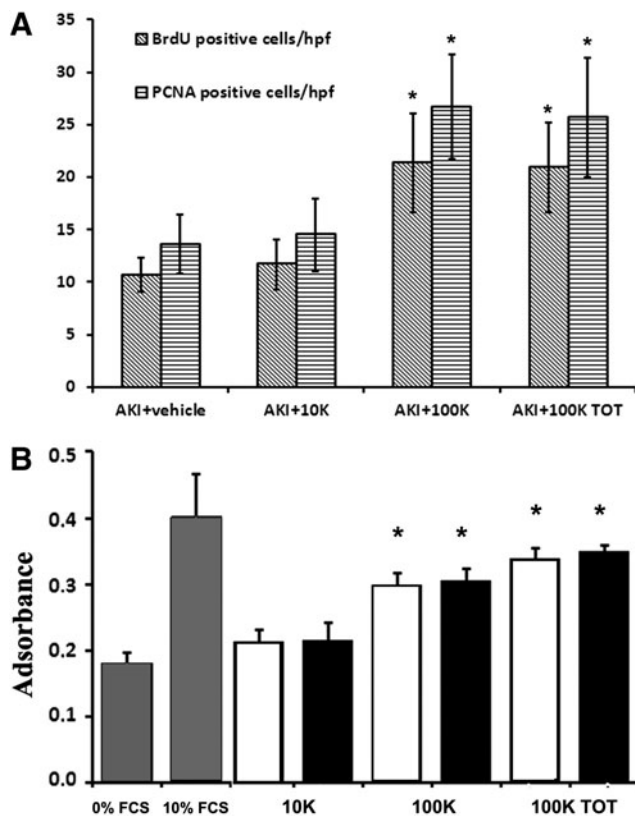 A
BrdU positive cells/hpf
PCNA positive cells/hpf
35
30
25
20
15
10
5
0
* * * *
AKI+vehicle AKI+10K AKI+100K AKI+100K TOT
B
Adsorbance
0.5
0.4
0.3
0.2
0.1
0.0
* * * *
0% FCS 10% FCS 10K 100K 100K TOT